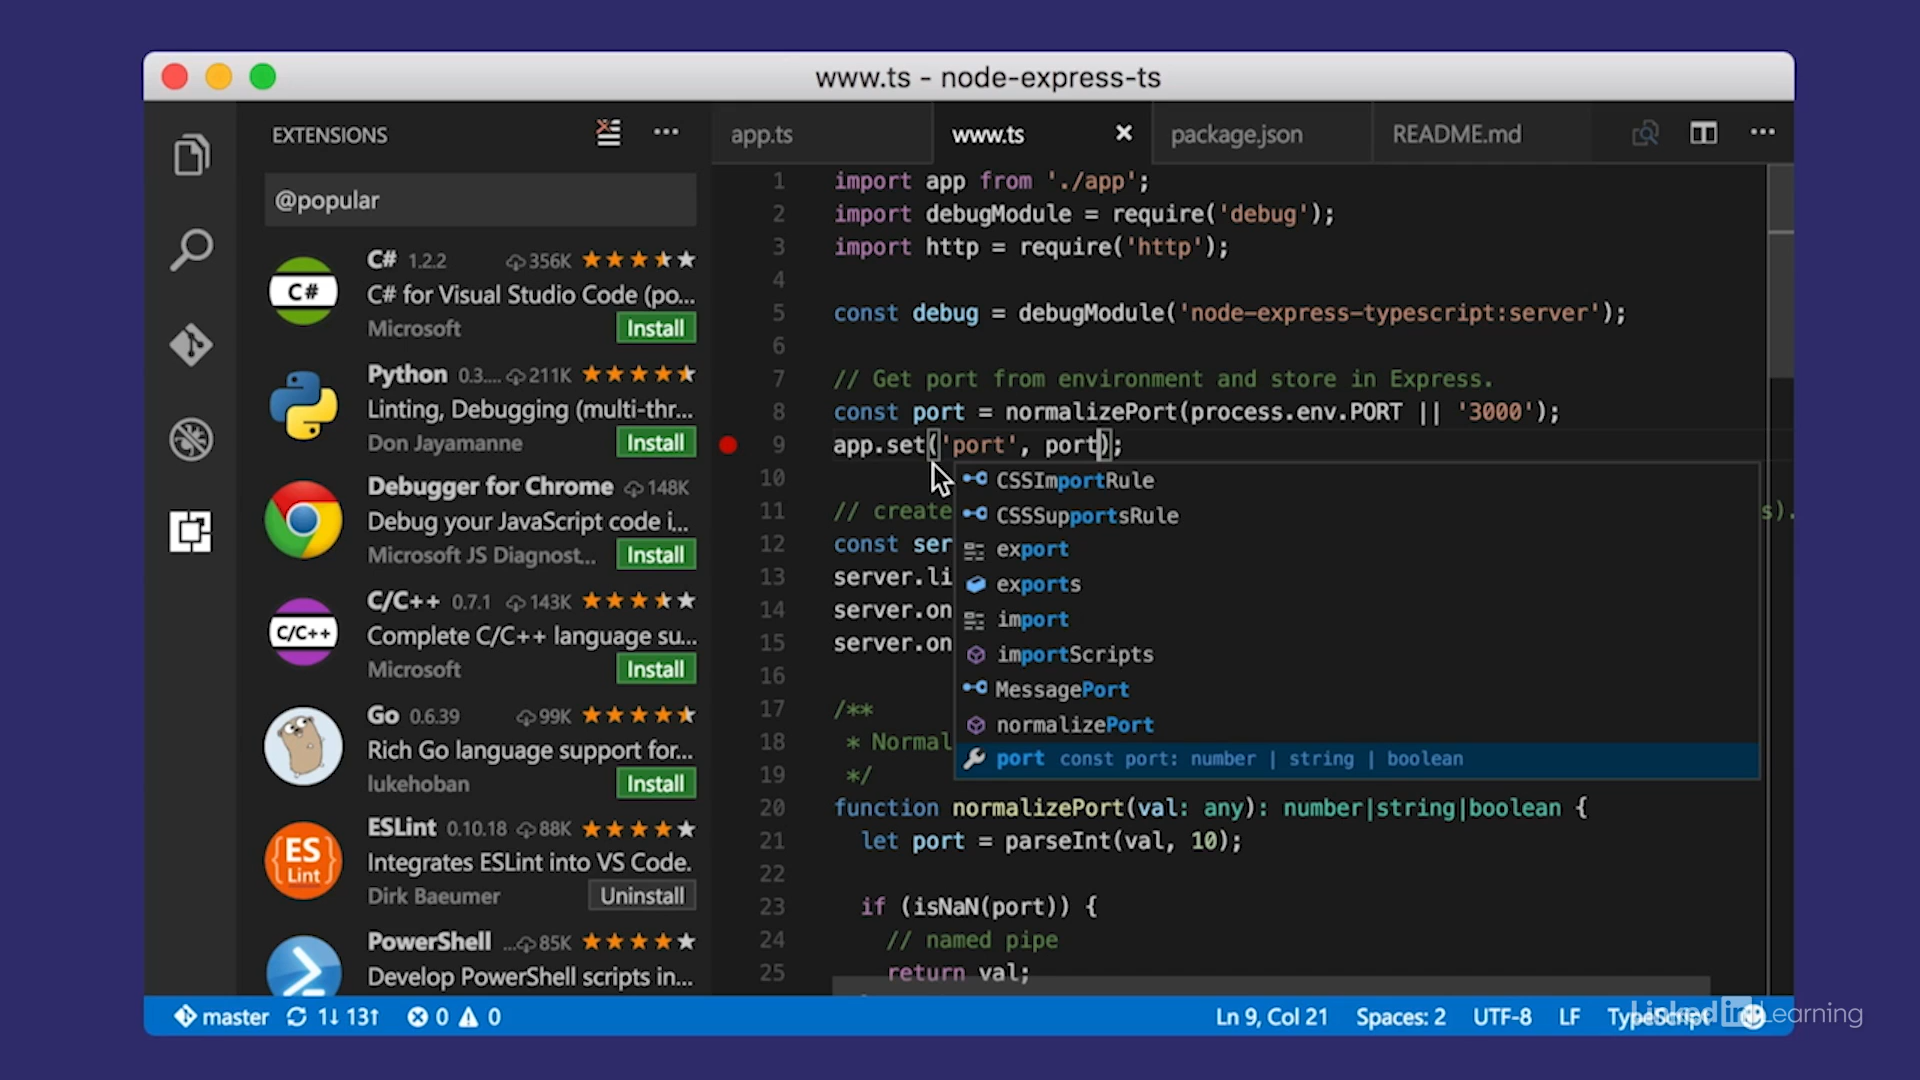 www.ts - node-express-ts
EXTENSIONS
@popular
C# 1.2.2 356K
C# for Visual Studio Code (po...
Microsoft Install
Python 0.3.... 211K
Linting, Debugging (multi-thr...
Don Jayamanne Install
Debugger for Chrome 148K
Debug your JavaScript code i...
Microsoft JS Diagnost... Install
C/C++ 0.7.1 143K
Complete C/C++ language su...
Microsoft Install
Go 0.6.39 99K
Rich Go language support for...
lukehoban Install
ESLint 0.10.18 88K
Integrates ESLint into VS Code.
Dirk Baeumer Uninstall
PowerShell ... 85K
Develop PowerShell scripts in...
C#
C/C++
ES
Lint
app.ts www.ts package.json README.md
1 import app from './app';
2 import debugModule = require('debug');
3 import http = require('http');
4
5 const debug = debugModule('node-express-typescript:server');
6
7 // Get port from environment and store in Express.
8 const port = normalizePort(process.env.PORT || '3000');
9 app.set('port', port);
10
11 // create s).
12 const ser
13 server.li
14 server.on
15 server.on
16
17 /**
18 * Normal
19 */
20 function normalizePort(val: any): number|string|boolean {
21 let port = parseInt(val, 10);
22
23 if (isNaN(port)) {
24 // named pipe
25 return val;
CSSImportRule
CSSSupportsRule
export
exports
import
importScripts
MessagePort
normalizePort
port const port: number | string | boolean
master 1↓ 13↑ 0 0 Ln 9, Col 21 Spaces: 2 UTF-8 LF TypeScript
Linked in Learning